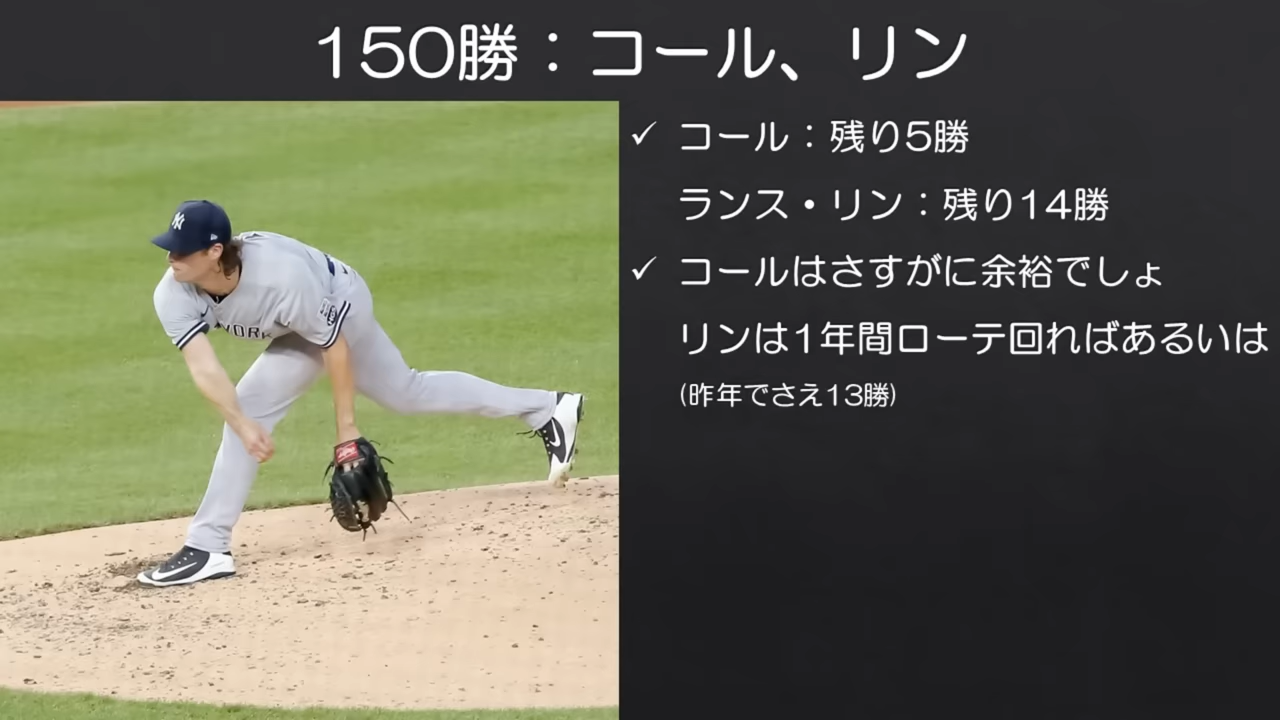 150勝：コール、リン
✓ コール：残り5勝
ランス・リン：残り14勝
✓ コールはさすがに余裕でしょ
リンは1年間ローテ回ればあるいは
(昨年でさえ13勝)
YORK